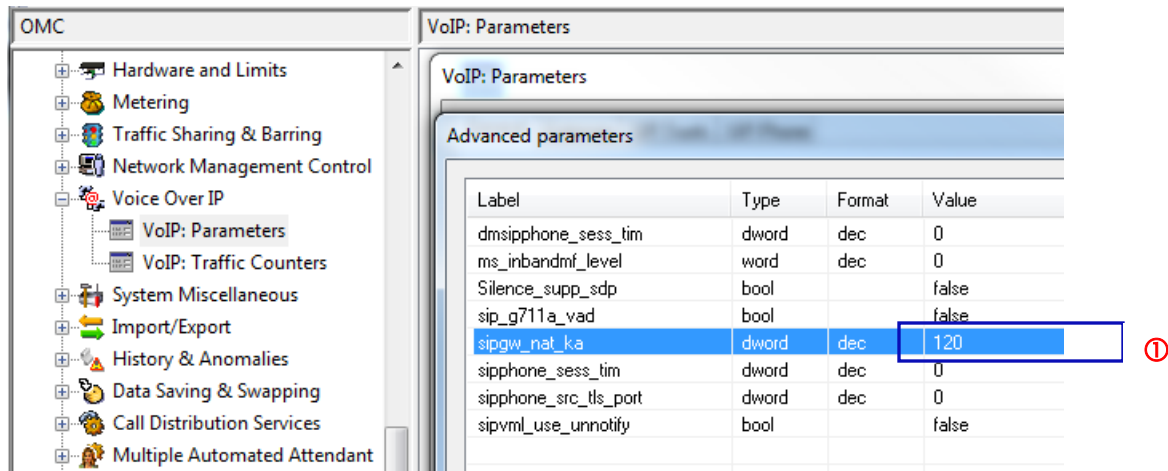 OMC
Hardware and Limits
Metering
Traffic Sharing & Barring
Network Management Control
Voice Over IP
VoIP: Parameters
VoIP: Traffic Counters
System Miscellaneous
Import/Export
History & Anomalies
Data Saving & Swapping
Call Distribution Services
Multiple Automated Attendant
VoIP: Parameters
VoIP: Parameters
Advanced parameters
Label Type Format Value
dmsipphone_sess_tim dword dec 0
ms_inbandmf_level word dec 0
Silence_supp_sdp bool false
sip_g711a_vad bool false
sipgw_nat_ka dword dec 120
sipphone_sess_tim dword dec 0
sipphone_src_tls_port dword dec 0
sipvml_use_unnotify bool false
①